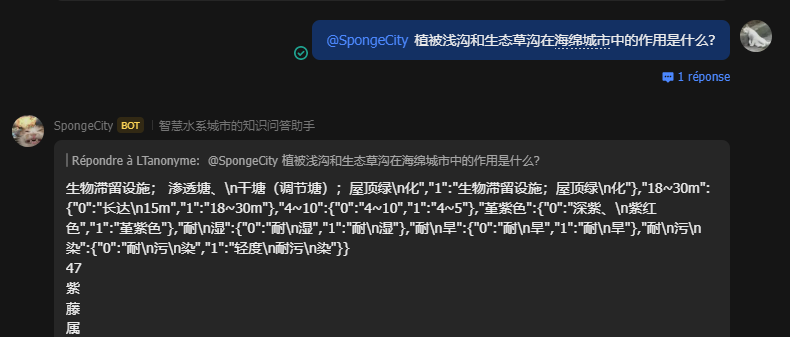 @SpongeCity 植被浅沟和生态草沟在海绵城市中的作用是什么?
1 réponse
SpongeCity BOT 智慧水系城市的知识问答助手
Répondre à LTanonyme: @SpongeCity 植被浅沟和生态草沟在海绵城市中的作用是什么?
生物滞留设施； 渗透塘、\n干塘（调节塘）；屋顶绿\n化","1":"生物滞留设施；屋顶绿\n化"},"18~30m":
{"0":"长达\n15m","1":"18~30m"},"4~10":{"0":"4~10","1":"4~5"},"堇紫色":{"0":"深紫、\n紫红
色","1":"堇紫色"},"耐\n湿":{"0":"耐\n湿","1":"耐\n湿"},"耐\n旱":{"0":"耐\n旱","1":"耐\n旱"},"耐\n污\n
染":{"0":"耐\n污\n染","1":"轻度\n耐污\n染"}}
47
紫
藤
属